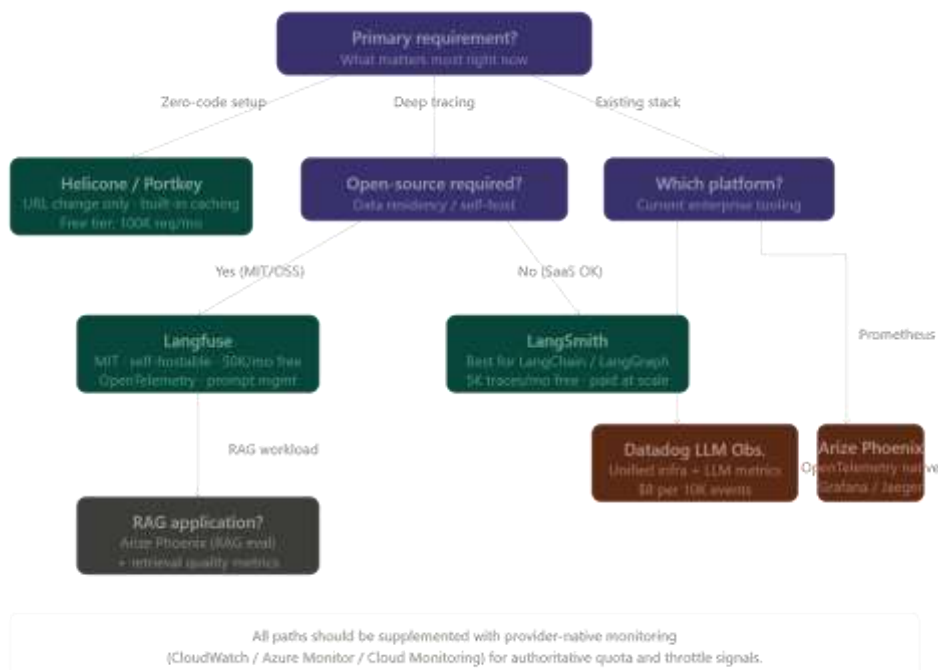 Primary requirement?
What matters most right now
Zero-code setup
Deep tracing
Existing stack
Helicone / Portkey
URL change only · built-in caching
Free tier: 100K req/mo
Open-source required?
Data residency / self-host
Which platform?
Current enterprise tooling
Yes (MIT/OSS)
No (SaaS OK)
Langfuse
MIT · self-hostable · 50K/mo free
OpenTelemetry · prompt mgmt
LangSmith
Best for LangChain / LangGraph
5K traces/mo free · paid at scale
Prometheus
RAG workload
Datadog LLM Obs.
Unified infra + LLM metrics
$8 per 10K events
Arize Phoenix
OpenTelemetry native
Grafana / Jaeger
RAG application?
Arize Phoenix (RAG eval)
+ retrieval quality metrics
All paths should be supplemented with provider-native monitoring
(CloudWatch / Azure Monitor / Cloud Monitoring) for authoritative quota and throttle signals.